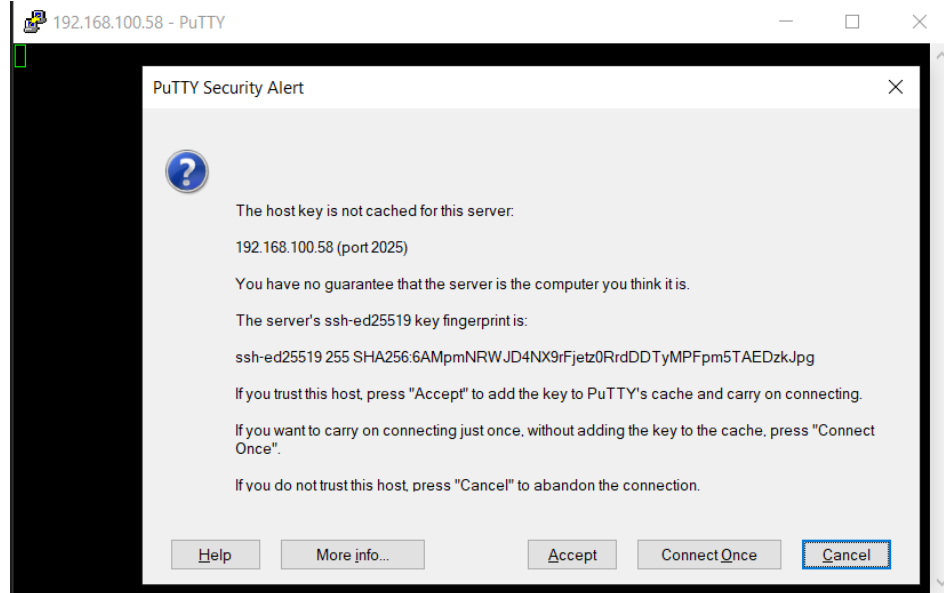 192.168.100.58 - PuTTY
PuTTY Security Alert
The host key is not cached for this server:
192.168.100.58 (port 2025)
You have no guarantee that the server is the computer you think it is.
The server's ssh-ed25519 key fingerprint is:
ssh-ed25519 255 SHA256:6AMpmNRWJD4NX9rFjetz0RrdDDTyMPFpm5TAEDzkJpg
If you trust this host, press "Accept" to add the key to PuTTY's cache and carry on connecting.
If you want to carry on connecting just once, without adding the key to the cache, press "Connect
Once".
If you do not trust this host, press "Cancel" to abandon the connection.
Help More info... Accept Connect Once Cancel